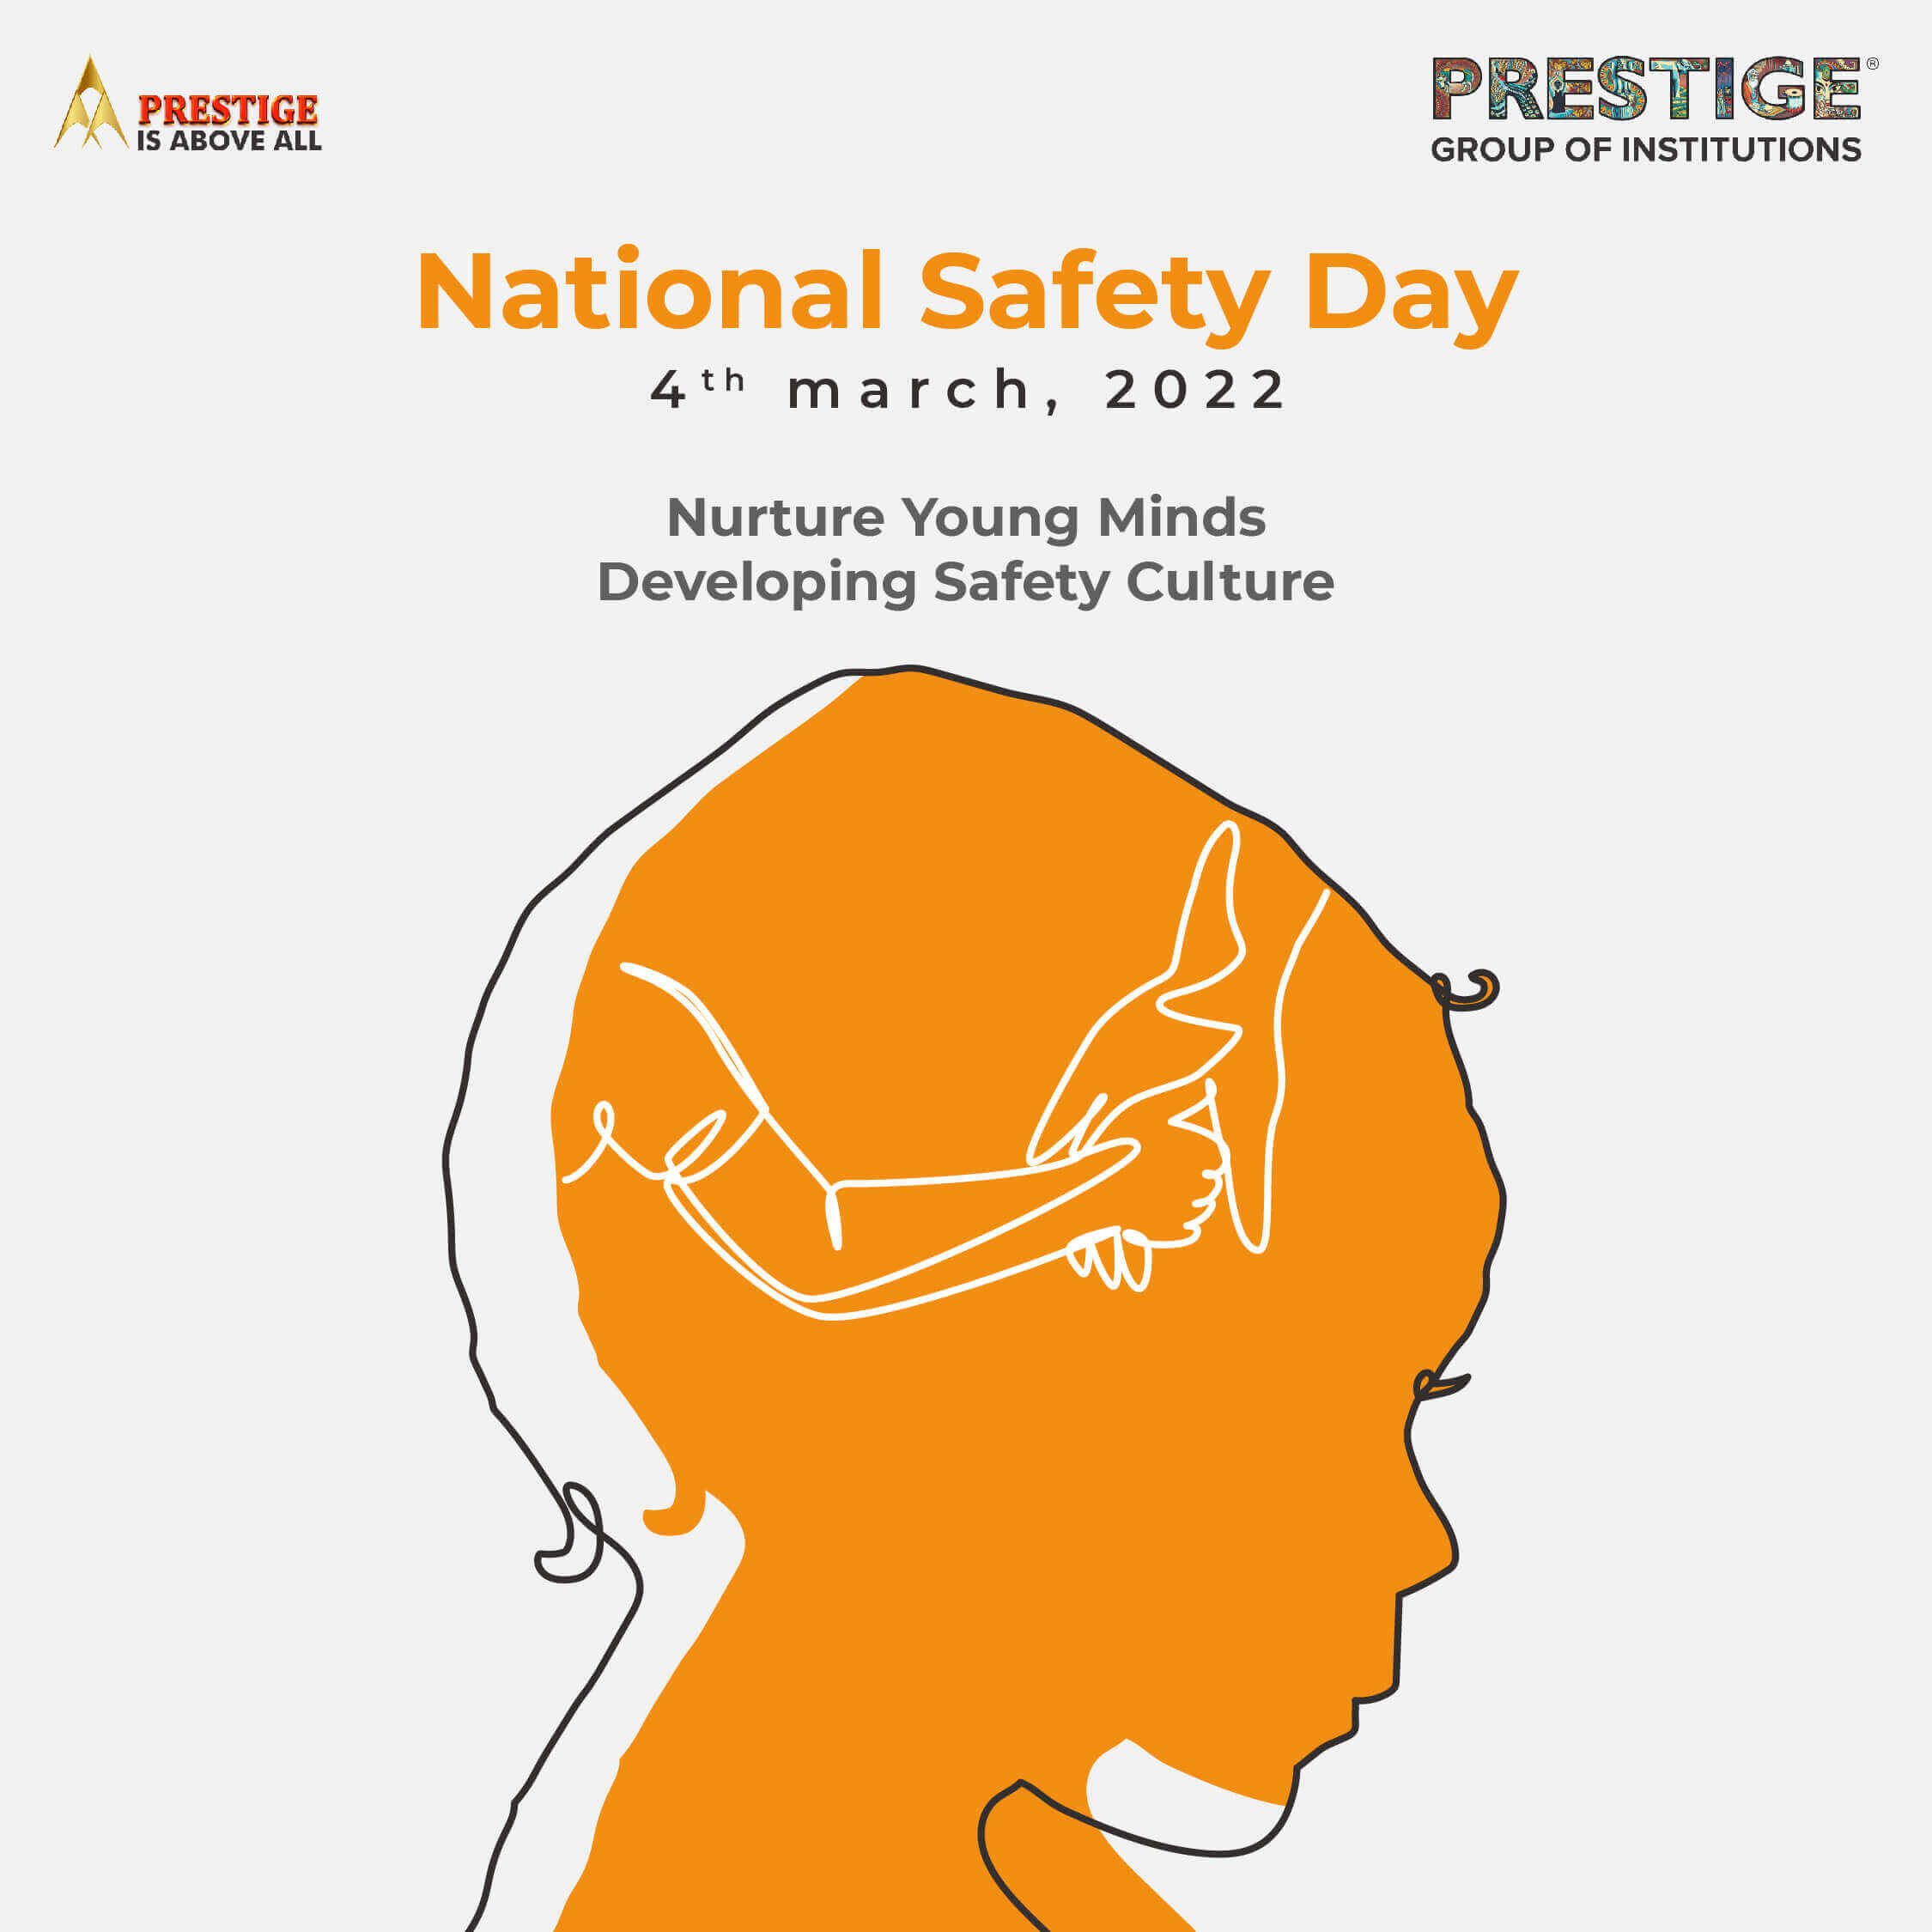 PRESTIGE
IS ABOVE ALL
PRESTIGE®
GROUP OF INSTITUTIONS
National Safety Day
4th march, 2022
Nurture Young Minds
Developing Safety Culture